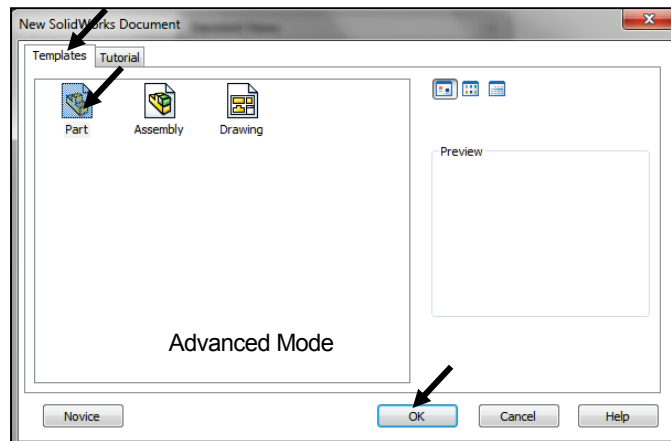 New SolidWorks Document
Templates Tutorial
Part Assembly Drawing
Preview
Advanced Mode
Novice OK Cancel Help